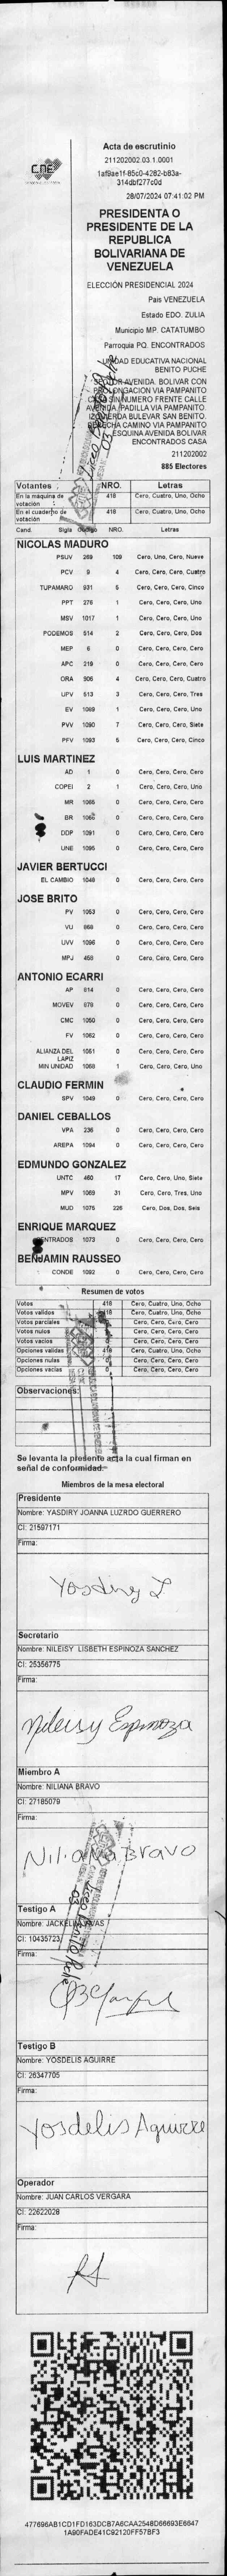 CNE
Acta de escrutinio
211202002.03.1.0001
1af9ae1f-85c0-4282-b83a-
314dbf277c0d
28/07/2024 07:41:02 PM
PRESIDENTA O
PRESIDENTE DE LA
REPUBLICA
BOLIVARIANA DE
VENEZUELA
ELECCIÓN PRESIDENCIAL 2024
Pais VENEZUELA
Estado EDO. ZULIA
Municipio MP. CATATUMBO
Parroquia PQ. ENCONTRADOS
UNIDAD EDUCATIVA NACIONAL
BENITO PUCHE
SECTOR AVENIDA BOLIVAR CON
PROLONGACION VIA PAMPANITO
SIN NUMERO FRENTE CALLE
AVENIDA PADILLA VIA PAMPANITO.
IZQUIERDA BULEVAR SAN BENITO.
DERECHA CAMINO VIA PAMPANITO
ESQUINA AVENIDA BOLIVAR
ENCONTRADOS CASA
211202002
885 Electores
Votantes NRO. Letras
En la maquina de votación 418 Cero, Cuatro, Uno, Ocho
En el cuaderno de votación 418 Cero, Cuatro, Uno, Ocho
Cand. Sigla Codigo NRO. Letras
NICOLAS MADURO
PSUV 269 109 Cero, Uno, Cero, Nueve
PCV 9 4 Cero, Cero, Cero, Cuatro
TUPAMARO 931 5 Cero, Cero, Cero, Cinco
PPT 276 1 Cero, Cero, Cero, Uno
MSV 1017 1 Cero, Cero, Cero, Uno
PODEMOS 514 2 Cero, Cero, Cero, Dos
MEP 6 0 Cero, Cero, Cero, Cero
APC 219 0 Cero, Cero, Cero, Cero
ORA 906 4 Cero, Cero, Cero, Cuatro
UPV 513 3 Cero, Cero, Cero, Tres
EV 1069 1 Cero, Cero, Cero, Uno
PVV 1090 7 Cero, Cero, Cero, Siete
PFV 1093 5 Cero, Cero, Cero, Cinco
LUIS MARTINEZ
AD 1 0 Cero, Cero, Cero, Cero
COPEI 2 1 Cero, Cero, Cero, Uno
MR 1065 0 Cero, Cero, Cero, Cero
BR 1060 0 Cero, Cero, Cero, Cero
DDP 1091 0 Cero, Cero, Cero, Cero
UNE 1095 0 Cero, Cero, Cero, Cero
JAVIER BERTUCCI
EL CAMBIO 1048 0 Cero, Cero, Cero, Cero
JOSE BRITO
PV 1053 0 Cero, Cero, Cero, Cero
VU 868 0 Cero, Cero, Cero, Cero
UVV 1096 0 Cero, Cero, Cero, Cero
MPJ 458 0 Cero, Cero, Cero, Cero
ANTONIO ECARRI
AP 814 0 Cero, Cero, Cero, Cero
MOVEV 878 0 Cero, Cero, Cero, Cero
CMC 1050 0 Cero, Cero, Cero, Cero
FV 1062 0 Cero, Cero, Cero, Cero
ALIANZA DEL LAPIZ 1051 0 Cero, Cero, Cero, Cero
MIN UNIDAD 1068 1 Cero, Cero, Cero, Uno
CLAUDIO FERMIN
SPV 1049 0 Cero, Cero, Cero, Cero
DANIEL CEBALLOS
VPA 236 0 Cero, Cero, Cero, Cero
AREPA 1094 0 Cero, Cero, Cero, Cero
EDMUNDO GONZALEZ
UNTC 460 17 Cero, Cero, Uno, Siete
MPV 1069 31 Cero, Cero, Tres, Uno
MUD 1076 226 Cero, Dos, Dos, Seis
ENRIQUE MARQUEZ
CENTRADOS 1073 0 Cero, Cero, Cero, Cero
BENJAMIN RAUSSEO
CONDE 1092 0 Cero, Cero, Cero, Cero
Resumen de votos
Votos 418 Cero, Cuatro, Uno, Ocho
Votos validos 418 Cero, Cuatro, Uno, Ocho
Votos parciales 0 Cero, Cero, Cero, Cero
Votos nulos 0 Cero, Cero, Cero, Cero
Votos vacios 0 Cero, Cero, Cero, Cero
Opciones validas 418 Cero, Cuatro, Uno, Ocho
Opciones nulas 0 Cero, Cero, Cero, Cero
Opciones vacias 0 Cero, Cero, Cero, Cero
Observaciones:
Se levanta la presente acta la cual firman en
señal de conformidad:
Miembros de la mesa electoral
Presidente
Nombre: YASDIRY JOANNA LUZRDO GUERRERO
CI: 21597171
Firma:
Yasdiry L
Secretario
Nombre: NILEISY LISBETH ESPINOZA SANCHEZ
CI: 25356775
Firma:
Nileisy Espinoza
Miembro A
Nombre: NILIANA BRAVO
CI: 27185079
Firma:
Niliana Bravo
Testigo A
Nombre: JACKELIN
CI: 10435723
Firma:
Testigo B
Nombre: YOSDELIS AGUIRRE
CI: 26347705
Firma:
Yosdelis Aguirre
Operador
Nombre: JUAN CARLOS VERGARA
CI: 22622028
Firma:
477696AB1CD1FD163DCB7A6CAA2548D66693E6647
1A90FADE41C92120FF57BF3